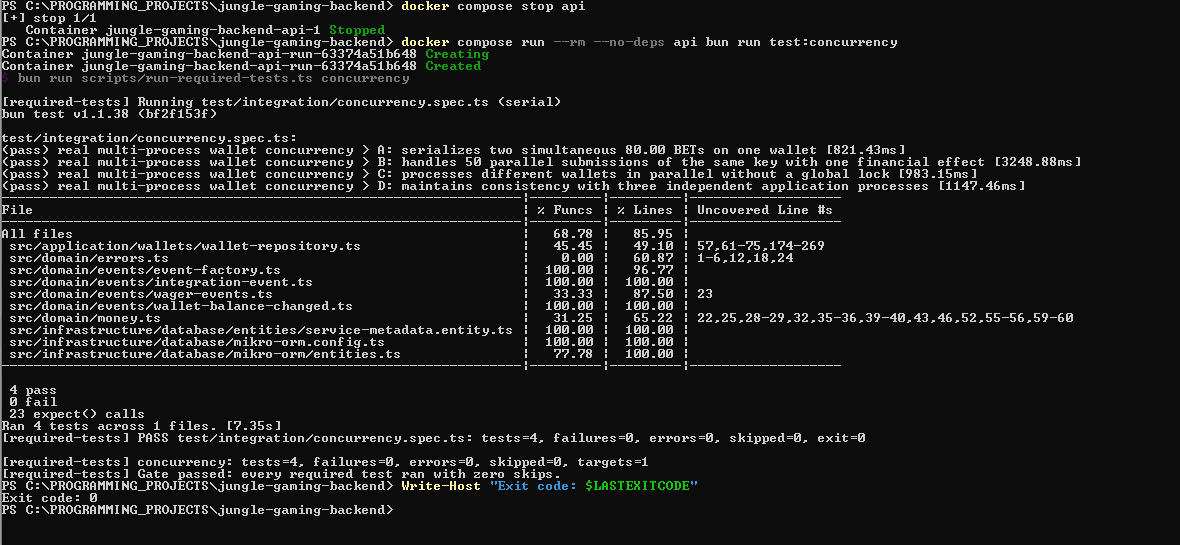 PS C:\PROGRAMMING_PROJECTS\jungle-gaming-backend> docker compose stop api
[+] stop 1/1
   Container jungle-gaming-backend-api-1 Stopped
PS C:\PROGRAMMING_PROJECTS\jungle-gaming-backend> docker compose run --rm --no-deps api bun run test:concurrency
Container jungle-gaming-backend-api-run-63374a51b648 Creating
Container jungle-gaming-backend-api-run-63374a51b648 Created
$ bun run scripts/run-required-tests.ts concurrency

[required-tests] Running test/integration/concurrency.spec.ts (serial)
bun test v1.1.38 (bf2f153f)

test/integration/concurrency.spec.ts:
(pass) real multi-process wallet concurrency > A: serializes two simultaneous 80.00 BETs on one wallet [821.43ms]
(pass) real multi-process wallet concurrency > B: handles 50 parallel submissions of the same key with one financial effect [3248.88ms]
(pass) real multi-process wallet concurrency > C: processes different wallets in parallel without a global lock [983.15ms]
(pass) real multi-process wallet concurrency > D: maintains consistency with three independent application processes [1147.46ms]
----------------------------------------------------------------|---------|---------|-------------------
File                                                            | % Funcs | % Lines | Uncovered Line #s
----------------------------------------------------------------|---------|---------|-------------------
All files                                                       |   68.78 |   85.95 |
 src/application/wallets/wallet-repository.ts                   |   45.45 |   49.10 | 57,61-75,174-269
 src/domain/errors.ts                                           |    0.00 |   60.87 | 1-6,12,18,24
 src/domain/events/event-factory.ts                             |  100.00 |   96.77 |
 src/domain/events/integration-event.ts                         |  100.00 |  100.00 |
 src/domain/events/wager-events.ts                              |   33.33 |   87.50 | 23
 src/domain/events/wallet-balance-changed.ts                    |  100.00 |  100.00 |
 src/domain/money.ts                                            |   31.25 |   65.22 | 22,25,28-29,32,35-36,39-40,43,46,52,55-56,59-60
 src/infrastructure/database/entities/service-metadata.entity.ts | 100.00 |  100.00 |
 src/infrastructure/database/mikro-orm.config.ts                |  100.00 |  100.00 |
 src/infrastructure/database/mikro-orm/entities.ts              |   77.78 |  100.00 |
----------------------------------------------------------------|---------|---------|-------------------

 4 pass
 0 fail
 23 expect() calls
Ran 4 tests across 1 files. [7.35s]
[required-tests] PASS test/integration/concurrency.spec.ts: tests=4, failures=0, errors=0, skipped=0, exit=0

[required-tests] concurrency: tests=4, failures=0, errors=0, skipped=0, targets=1
[required-tests] Gate passed: every required test ran with zero skips.
PS C:\PROGRAMMING_PROJECTS\jungle-gaming-backend> Write-Host "Exit code: $LASTEXITCODE"
Exit code: 0
PS C:\PROGRAMMING_PROJECTS\jungle-gaming-backend>